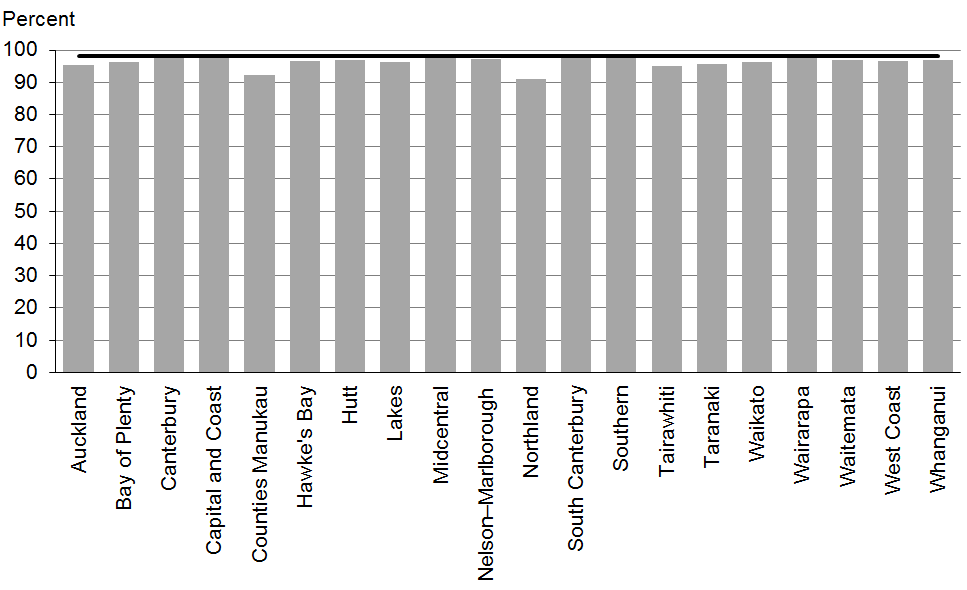 Percent
100
90
80
70
60
50
40
30
20
10
0
Auckland
Bay of Plenty
Canterbury
Capital and Coast
Counties Manukau
Hawke's Bay
Hutt
Lakes
Midcentral
Nelson–Marlborough
Northland
South Canterbury
Southern
Tairawhiti
Taranaki
Waikato
Wairarapa
Waitemata
West Coast
Whanganui